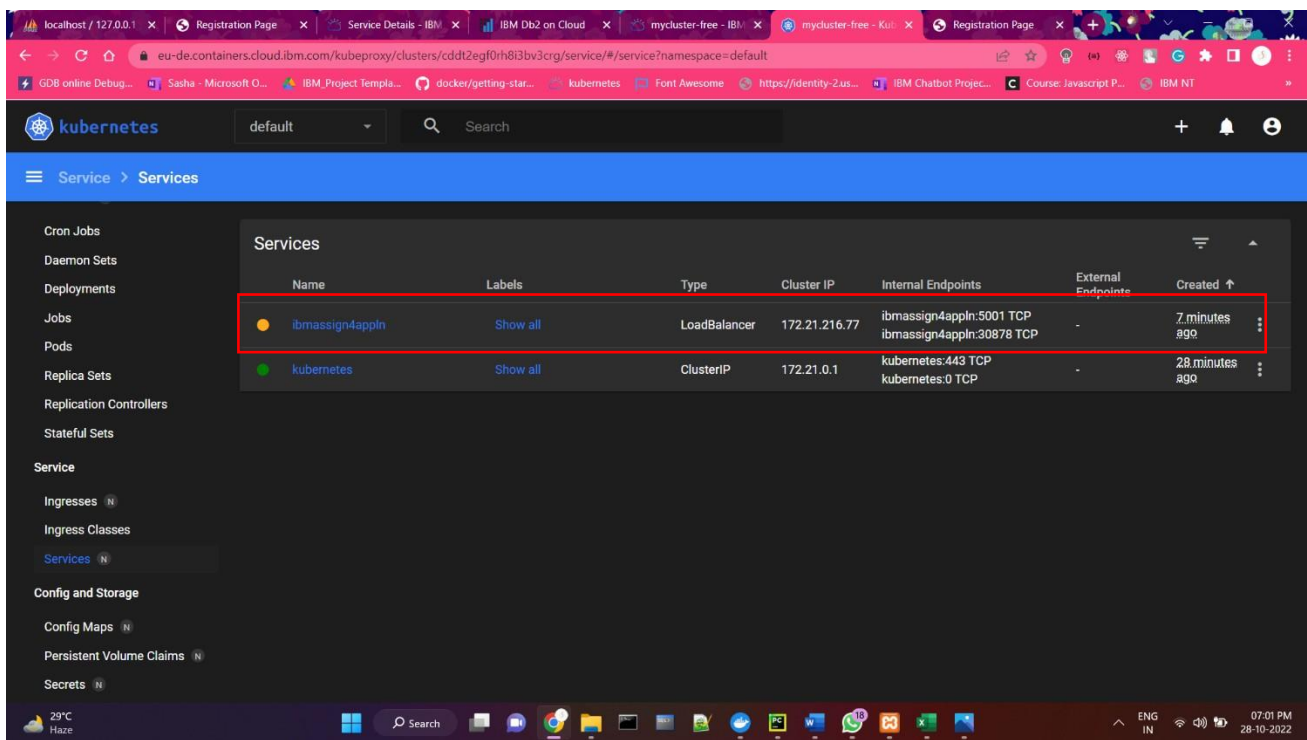 localhost / 127.0.0.1
Registration Page
Service Details - IBM
IBM Db2 on Cloud
mycluster-free - IBM
mycluster-free - Kub
Registration Page
eu-de.containers.cloud.ibm.com/kubeproxy/clusters/cddt2egf0rh8i3bv3crg/service/#/service?namespace=default
GDB online Debug...
Sasha - Microsoft O...
IBM_Project Templa...
docker/getting-star...
kubernetes
Font Awesome
https://identity-2.us...
IBM Chatbot Projec...
Course: Javascript P...
IBM NT
kubernetes
default
Search
Service > Services
Cron Jobs
Daemon Sets
Deployments
Jobs
Pods
Replica Sets
Replication Controllers
Stateful Sets
Service
Ingresses N
Ingress Classes
Services N
Config and Storage
Config Maps N
Persistent Volume Claims N
Secrets N
Services
Name Labels Type Cluster IP Internal Endpoints External Endpoints Created
ibmassign4appln Show all LoadBalancer 172.21.216.77 ibmassign4appln:5001 TCP - 7 minutes
ibmassign4appln:30878 TCP ago
kubernetes Show all ClusterIP 172.21.0.1 kubernetes:443 TCP - 28 minutes
kubernetes:0 TCP ago
29°C
Haze
Search
18
ENG
IN
07:01 PM
28-10-2022